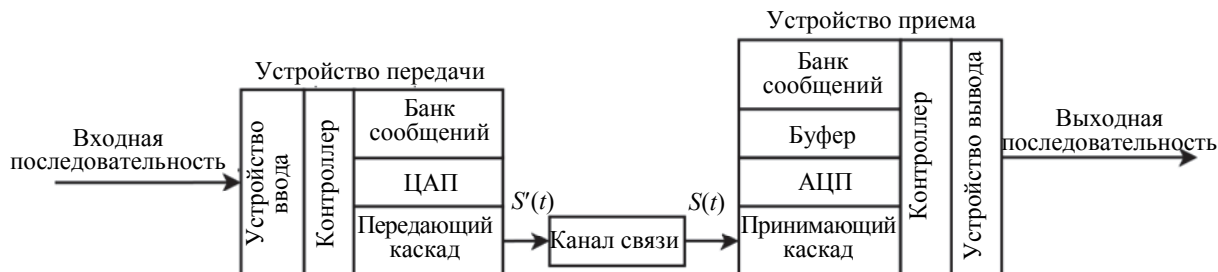 Устройство приема
Устройство передачи
Входная
последовательность
Устройство
ввода
Контроллер
Банк
сообщений
ЦАП
Передающий
каскад
S′(t)
Канал связи
S(t)
Банк
сообщений
Буфер
АЦП
Принимающий
каскад
Контроллер
Устройство вывода
Выходная
последовательность